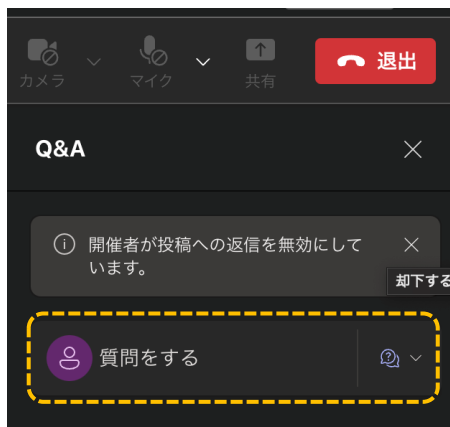 カメラ
マイク
共有
退出
Q&A
開催者が投稿への返信を無効にして
います。
却下する
質問をする